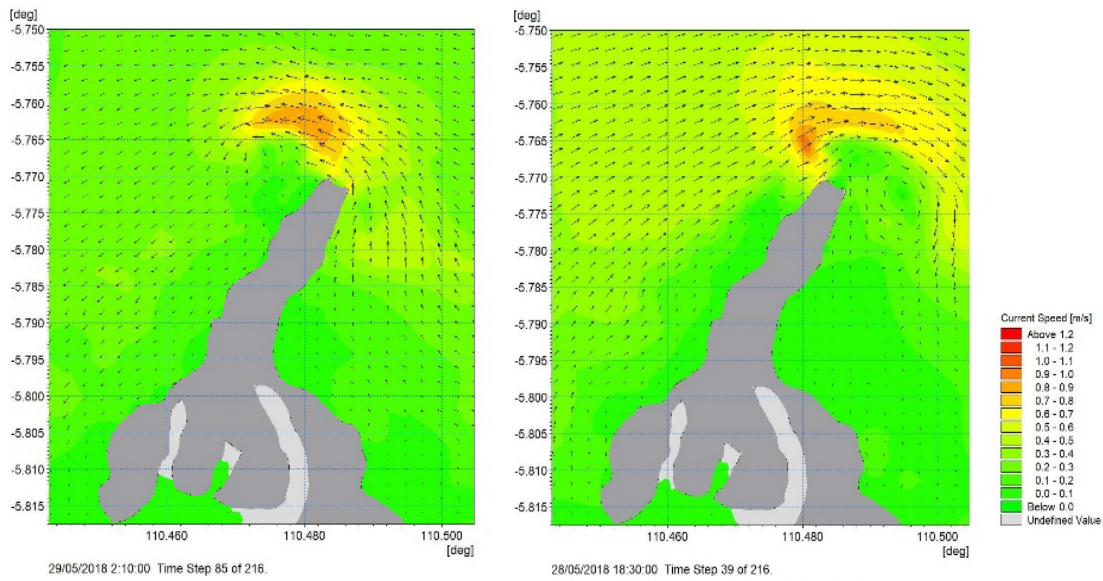 [deg]
-5.750
-5.755
-5.760
-5.765
-5.770
-5.775
-5.780
-5.785
-5.790
-5.795
-5.800
-5.805
-5.810
-5.815
110.460
110.480
110.500
[deg]
29/05/2018 2:10:00 Time Step 85 of 216.
[deg]
-5.750
-5.755
-5.760
-5.765
-5.770
-5.775
-5.780
-5.785
-5.790
-5.795
-5.800
-5.805
-5.810
-5.815
110.460
110.480
110.500
[deg]
28/05/2018 18:30:00 Time Step 39 of 216.
Current Speed [m/s]
Above 1.2
1.1 - 1.2
1.0 - 1.1
0.9 - 1.0
0.8 - 0.9
0.7 - 0.8
0.6 - 0.7
0.5 - 0.6
0.4 - 0.5
0.3 - 0.4
0.2 - 0.3
0.1 - 0.2
0.0 - 0.1
Below 0.0
Undefined Value